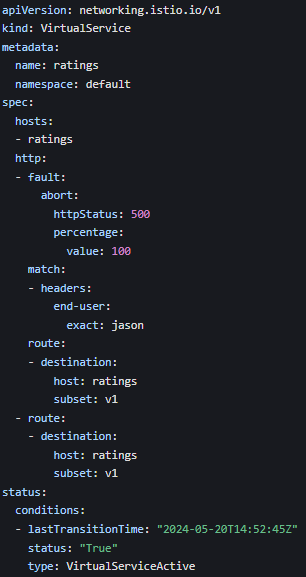 apiVersion: networking.istio.io/v1
kind: VirtualService
metadata:
  name: ratings
  namespace: default
spec:
  hosts:
  - ratings
  http:
  - fault:
      abort:
        httpStatus: 500
        percentage:
          value: 100
    match:
    - headers:
        end-user:
          exact: jason
    route:
    - destination:
        host: ratings
        subset: v1
  - route:
    - destination:
        host: ratings
        subset: v1
status:
  conditions:
  - lastTransitionTime: "2024-05-20T14:52:45Z"
    status: "True"
    type: VirtualServiceActive